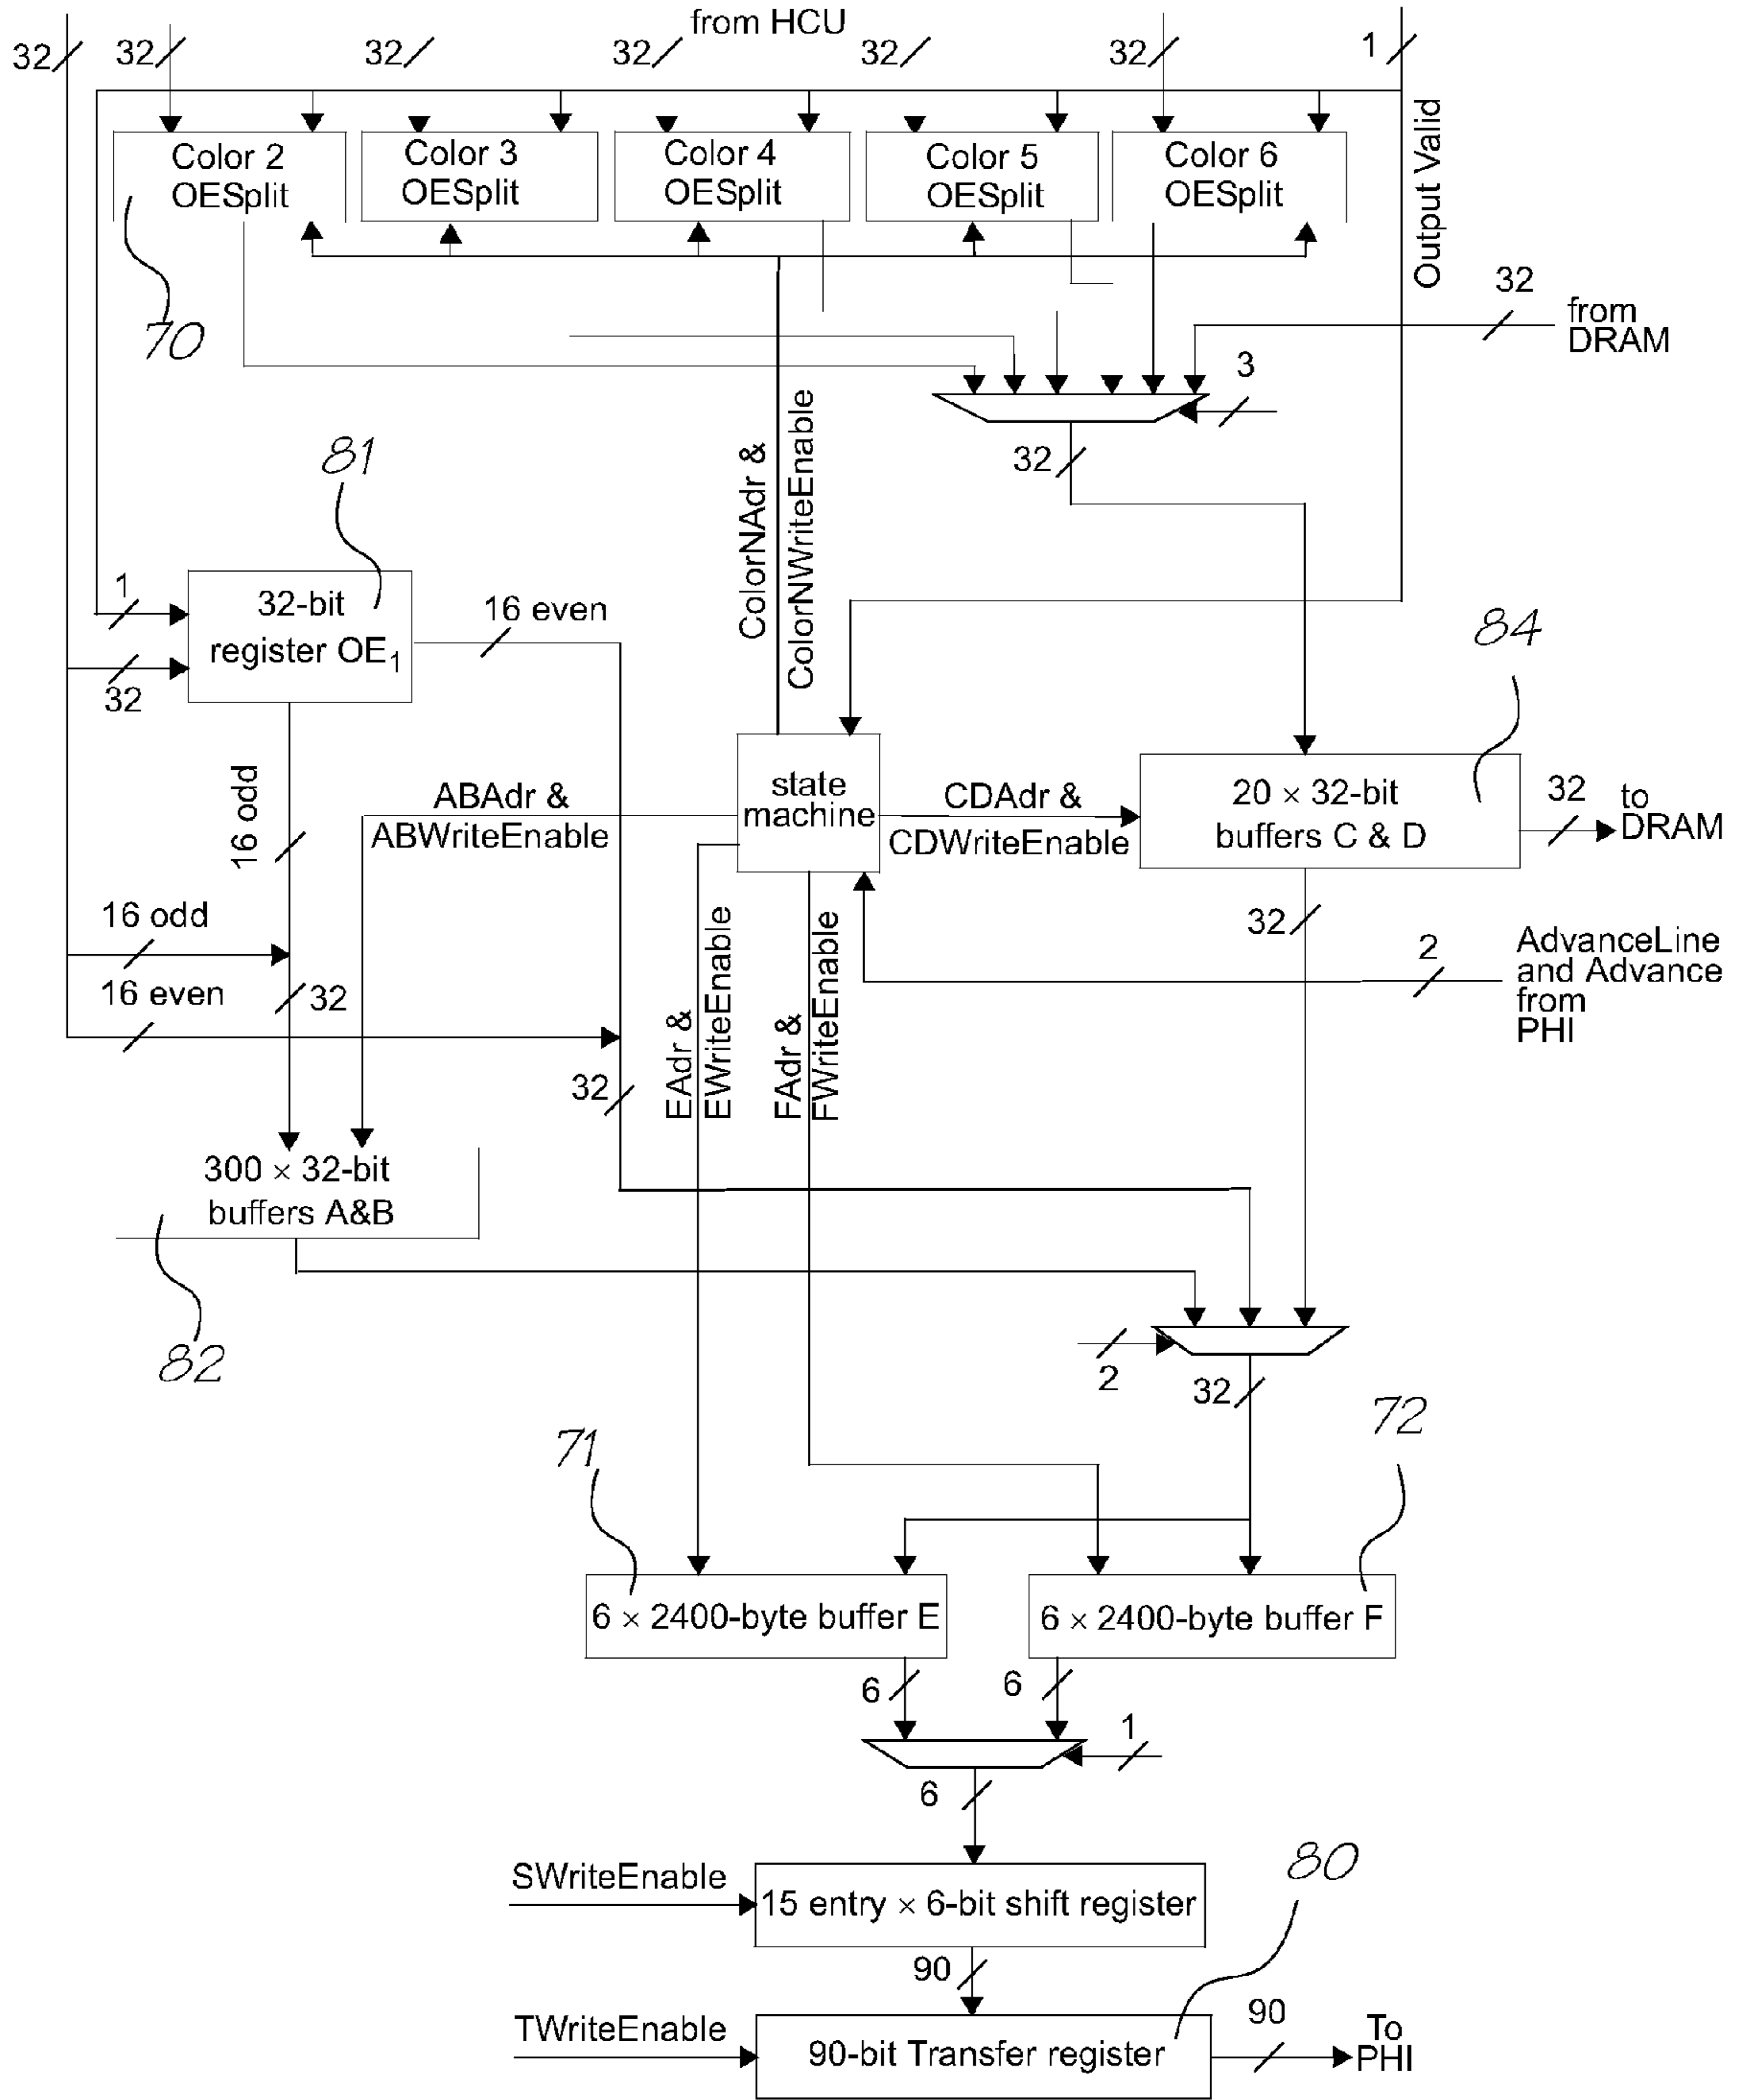 from HCU
32
32
32
32
32
32
1
Color 2
OESplit
Color 3
OESplit
Color 4
OESplit
Color 5
OESplit
Color 6
OESplit
Output Valid
70
32
from
DRAM
3
32
81
ColorNAdr &
ColorNWriteEnable
1
32-bit
register OE₁
32
16 even
84
16 odd
ABAdr &
ABWriteEnable
state
machine
CDAdr &
CDWriteEnable
20 × 32-bit
buffers C & D
32
to
DRAM
16 odd
32
16 even
32
EAdr &
EWriteEnable
FAdr &
FWriteEnable
2
AdvanceLine
and Advance
from
PHI
32
300 × 32-bit
buffers A&B
82
2
32
71
72
6 × 2400-byte buffer E
6 × 2400-byte buffer F
6
6
1
6
80
SWriteEnable
15 entry × 6-bit shift register
90
TWriteEnable
90-bit Transfer register
90
To
PHI